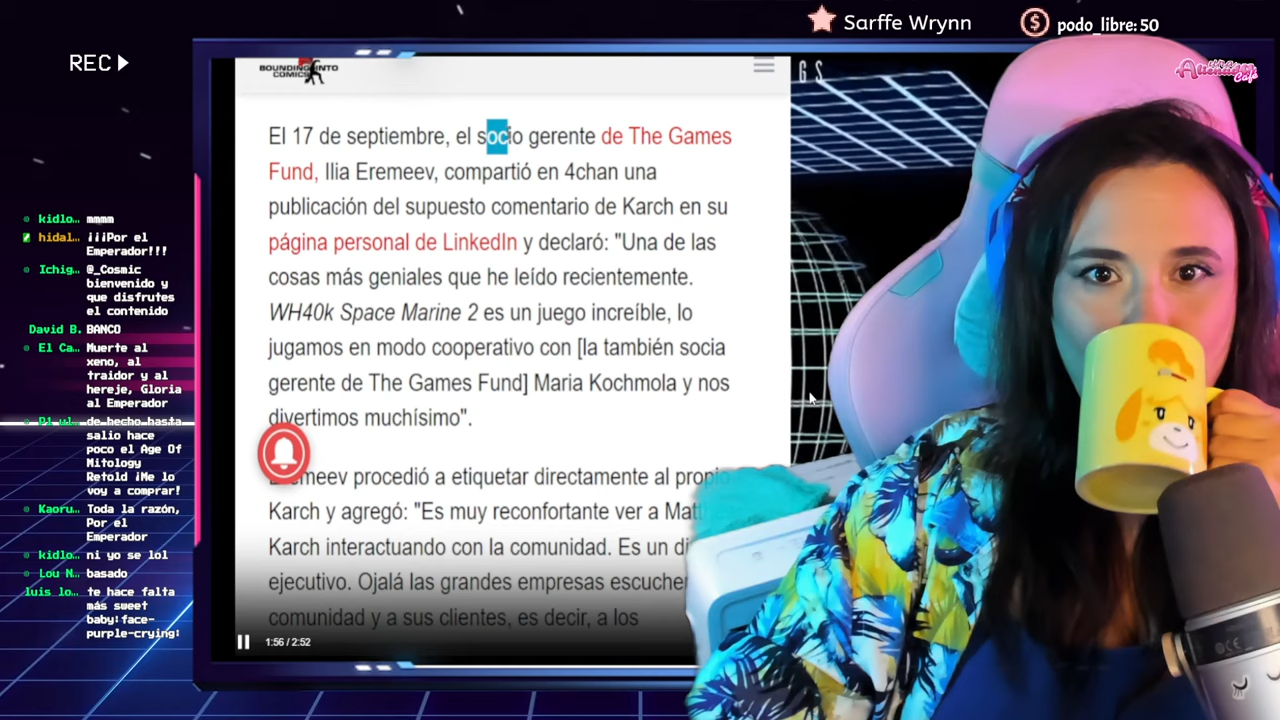 REC
Sarffe Wrynn
$
podo_libre: 50
BOUNDING INTO
COMICS
G S
Café
El 17 de septiembre, el socio gerente de The Games
Fund, Ilia Eremeev, compartió en 4chan una
publicación del supuesto comentario de Karch en su
página personal de LinkedIn y declaró: "Una de las
cosas más geniales que he leído recientemente.
WH40k Space Marine 2 es un juego increíble, lo
jugamos en modo cooperativo con [la también socia
gerente de The Games Fund] Maria Kochmola y nos
divertimos muchísimo".
procedió a etiquetar directamente al propio
Karch y agregó: "Es muy reconfortante ver a
Karch interactuando con la comunidad. Es un
ejecutivo. Ojalá las grandes empresas
comunidad y a sus clientes, es decir, a los
1:56 / 2:52
kidlo… mmmm
hidal… ¡¡¡Por el
Emperador!!!
Ichig… @_Cosmic
bienvenido y
que disfrutes
el contenido
David B. BANCO
El Ca… Muerte al
xeno, al
traidor y al
hereje, Gloria
al Emperador
de hecho hasta
salio hace
poco el Age Of
Mitology
Retold ¡Me lo
voy a comprar!
Kaoru… Toda la razón,
Por el
Emperador
kidlo… ni yo se lol
Lou N… basado
luis lo… te hace falta
más sweet
baby:face-
purple-crying: